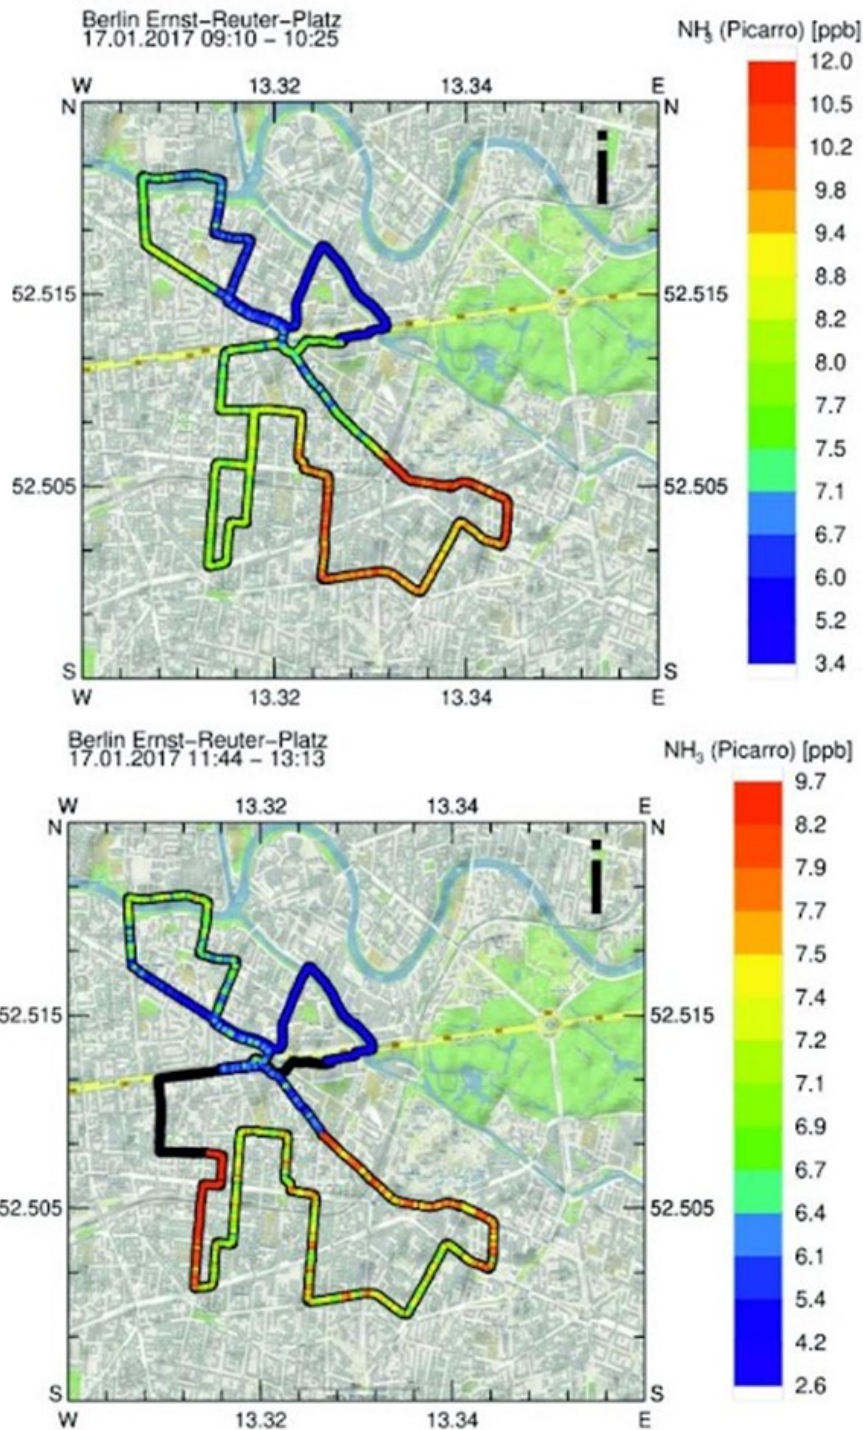 Berlin Ernst-Reuter-Platz
17.01.2017 09:10 - 10:25
NH3 (Picarro) [ppb]
W 13.32 13.34 E
N N
i
52.515 52.515
52.505 52.505
S S
W 13.32 13.34 E
12.0
10.5
10.2
9.8
9.4
8.8
8.2
8.0
7.7
7.5
7.1
6.7
6.0
5.2
3.4
Berlin Ernst-Reuter-Platz
17.01.2017 11:44 - 13:13
NH3 (Picarro) [ppb]
W 13.32 13.34 E
N N
i
52.515 52.515
52.505 52.505
S S
W 13.32 13.34 E
9.7
8.2
7.9
7.7
7.5
7.4
7.2
7.1
6.9
6.7
6.4
6.1
5.4
4.2
2.6